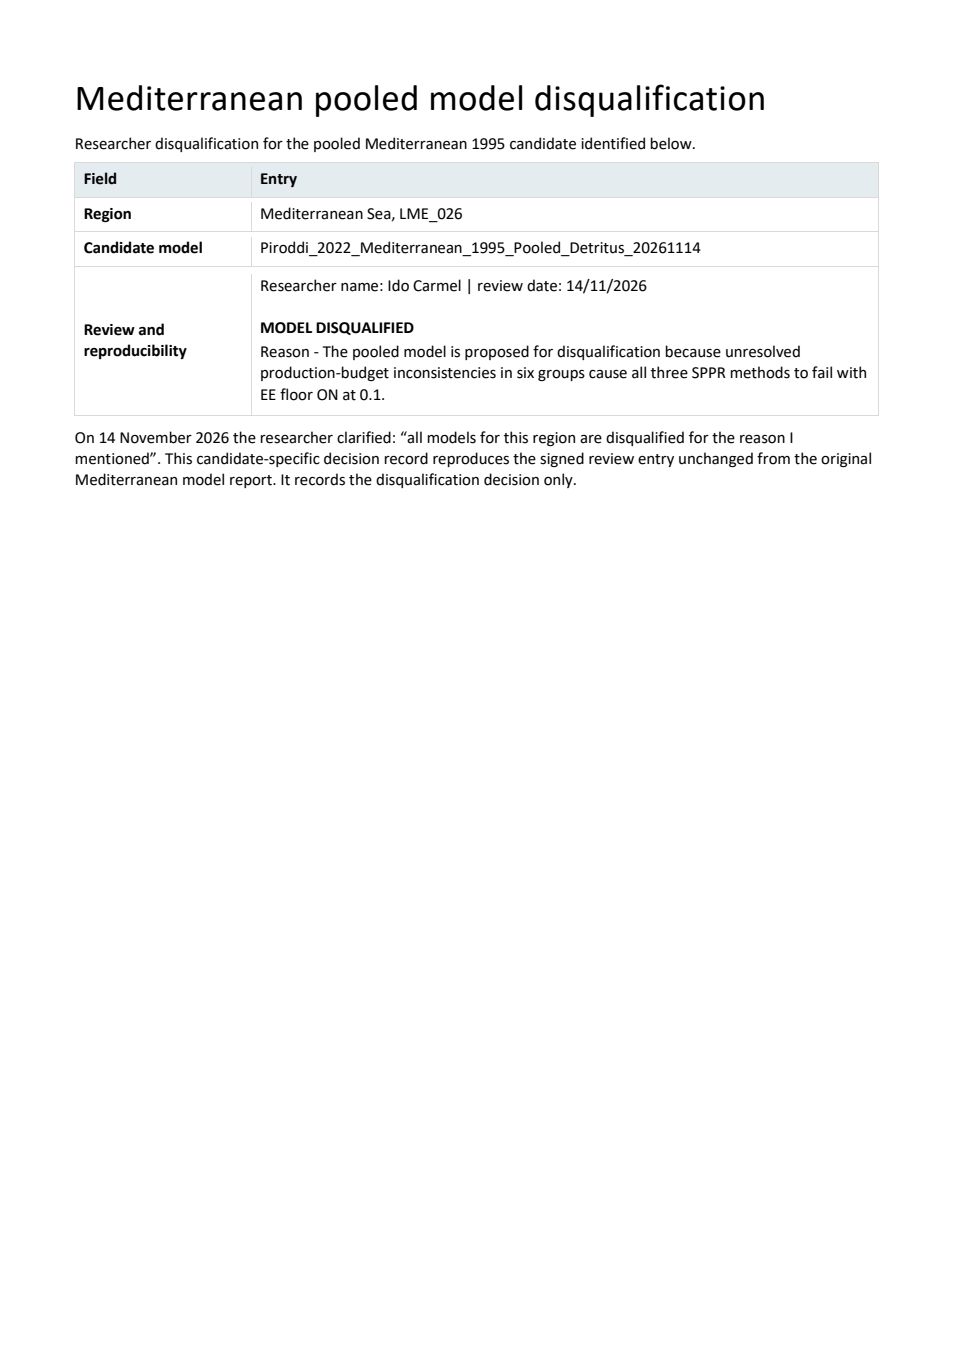 Mediterranean pooled model disqualification
Researcher disqualification for the pooled Mediterranean 1995 candidate identified below.
Field Entry
Region Mediterranean Sea, LME_026
Candidate model Piroddi_2022_Mediterranean_1995_Pooled_Detritus_20261114
Review and
reproducibility
Researcher name: Ido Carmel | review date: 14/11/2026
MODEL DISQUALIFIED
Reason - The pooled model is proposed for disqualification because unresolved
production-budget inconsistencies in six groups cause all three SPPR methods to fail with
EE floor ON at 0.1.
On 14 November 2026 the researcher clarified: “all models for this region are disqualified for the reason I
mentioned”. This candidate-specific decision record reproduces the signed review entry unchanged from the original
Mediterranean model report. It records the disqualification decision only.